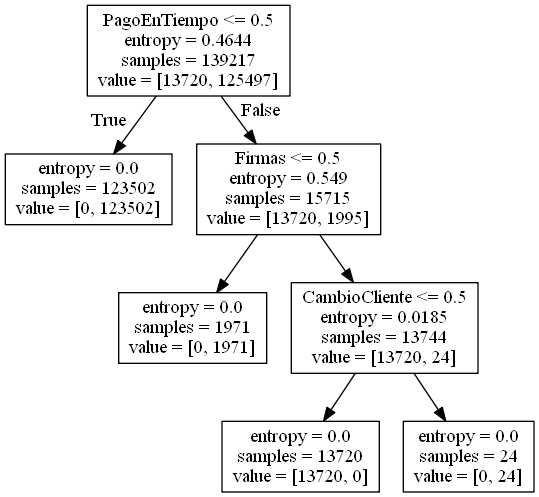 PagoEnTiempo <= 0.5
entropy = 0.4644
samples = 139217
value = [13720, 125497]
True
False
entropy = 0.0
samples = 123502
value = [0, 123502]
Firmas <= 0.5
entropy = 0.549
samples = 15715
value = [13720, 1995]
entropy = 0.0
samples = 1971
value = [0, 1971]
CambioCliente <= 0.5
entropy = 0.0185
samples = 13744
value = [13720, 24]
entropy = 0.0
samples = 13720
value = [13720, 0]
entropy = 0.0
samples = 24
value = [0, 24]